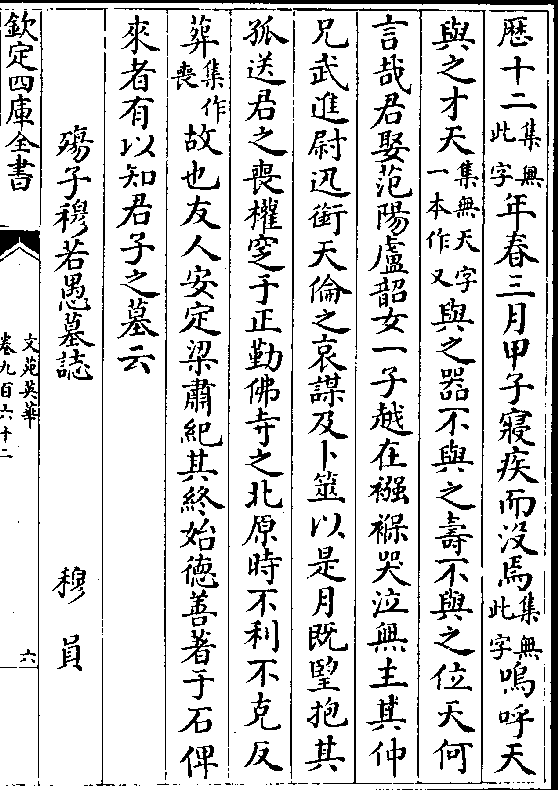 歴十二集無此字年春三月甲子寢疾而没焉集無此字嗚呼天
與之才天集無天字一本作又與之器不與之壽不與之位天何
言哉君娶范陽盧韶女一子越在襁褓哭泣無主其仲
兄武進尉迅銜天倫之哀謀及卜筮以是月既朢抱其
孤送君之喪權窆于正勤佛寺之北原時不利不克反
葬集作喪故也友人安定梁肅紀其終始德善著于石俾
來者有以知君子之墓云
殤子穆若愚墓誌 穆員
欽定四庫全書
文苑英華
卷九百六十二
六